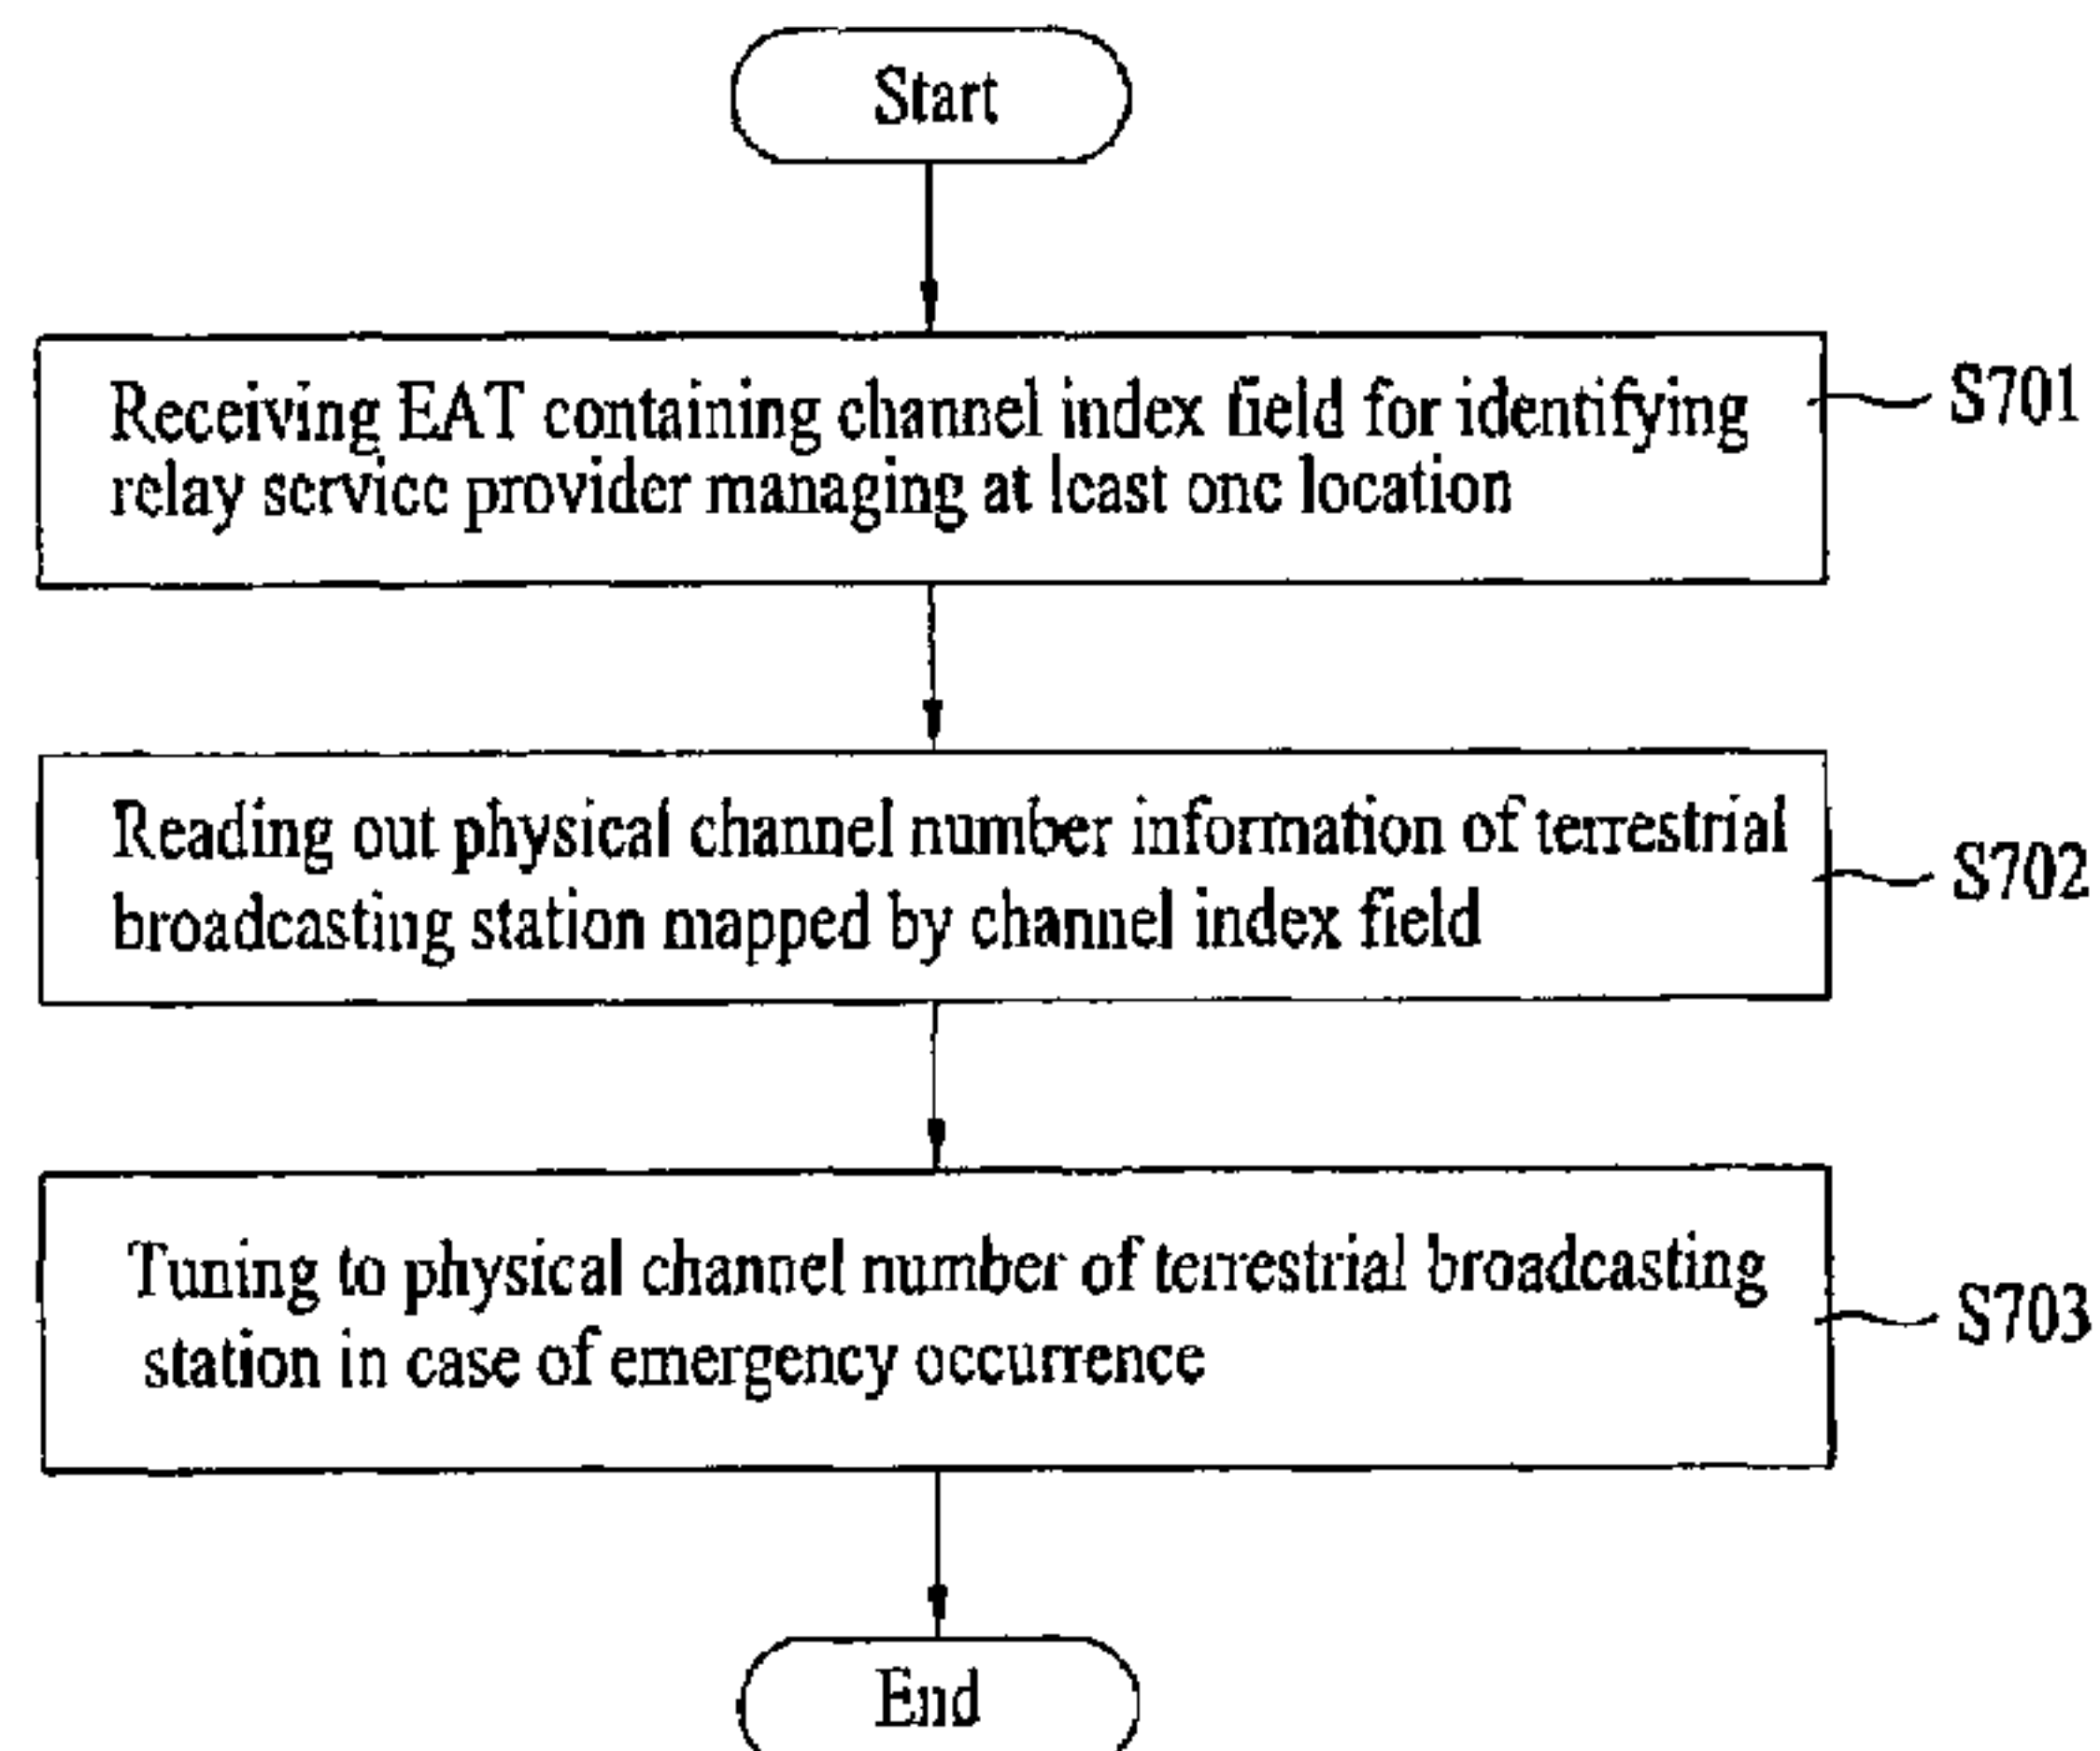 Start
Receiving EAT containing channel index field for identifying
relay service provider managing at least one location
S701
Reading out physical channel number information of terrestrial
broadcasting station mapped by channel index field
S702
Tuning to physical channel number of terrestrial broadcasting
station in case of emergency occurrence
S703
End